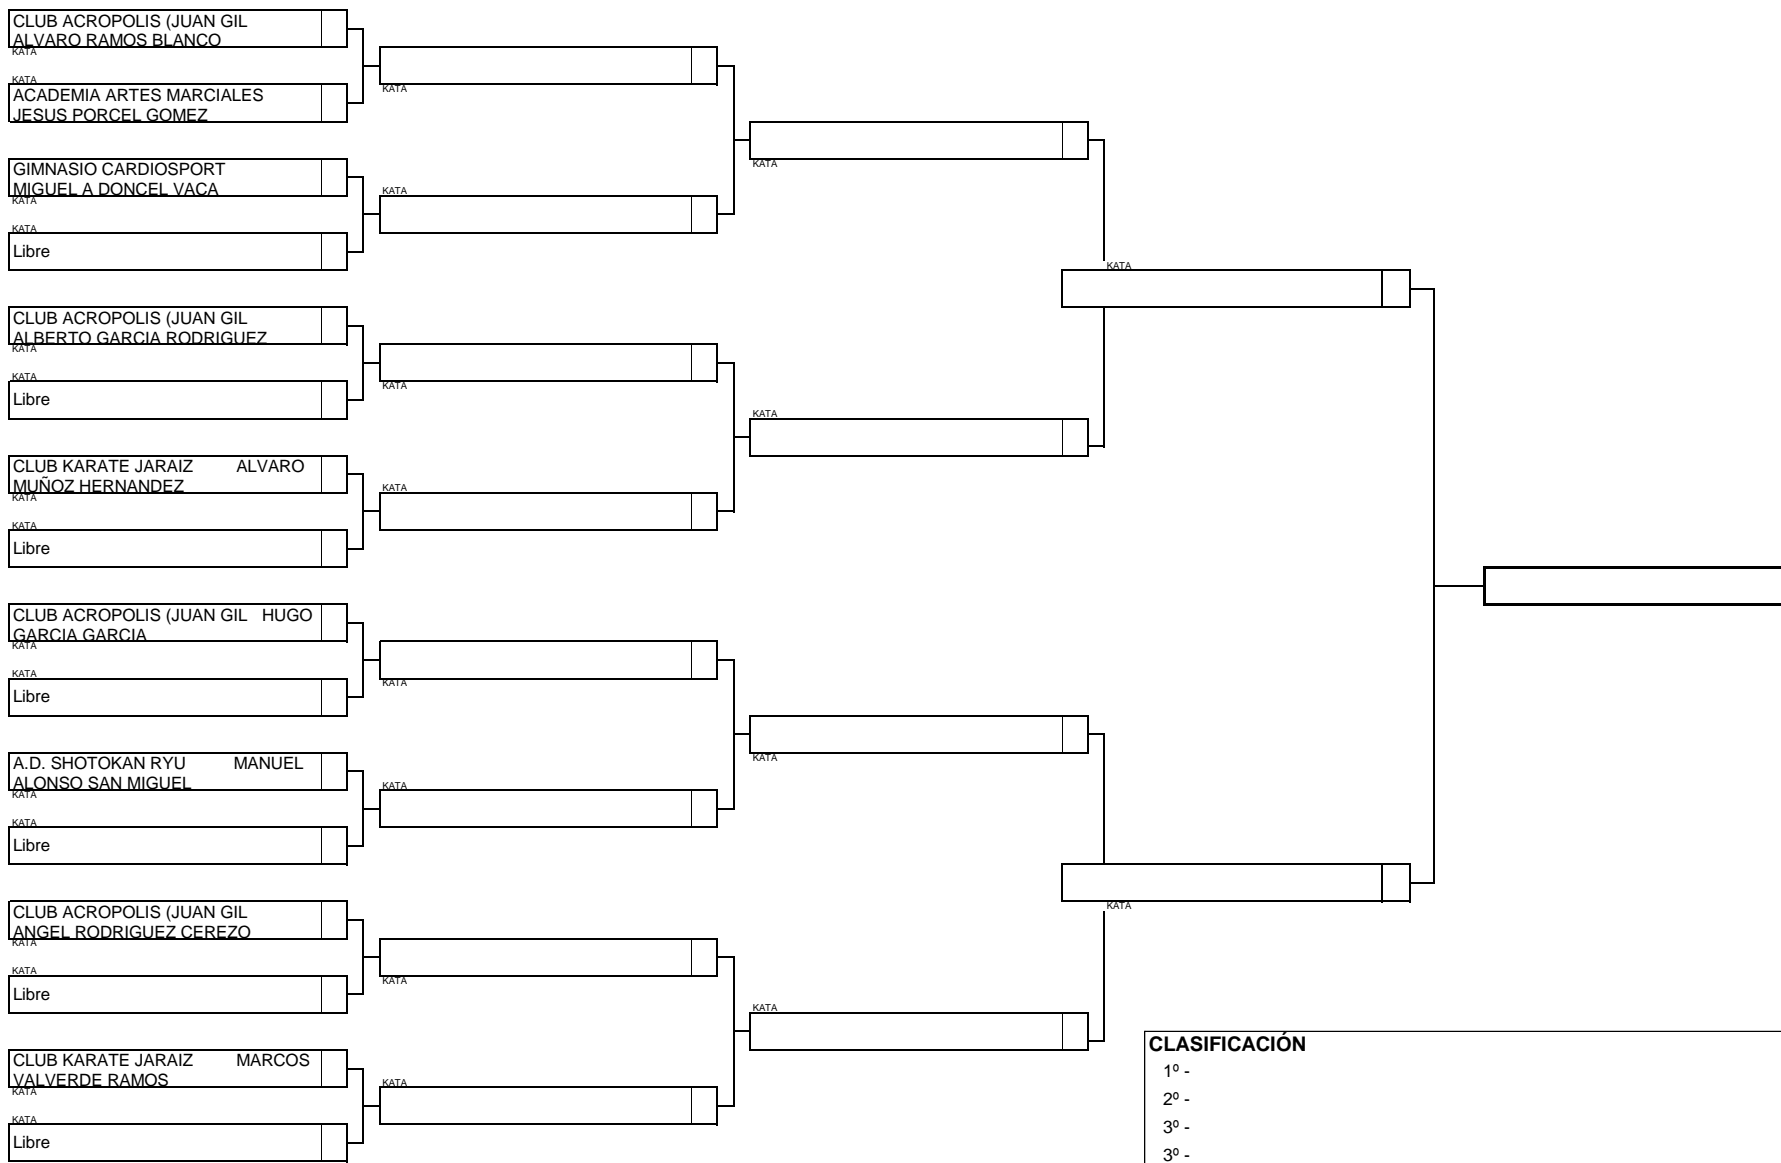 CLUB ACROPOLIS (JUAN GIL
ALVARO RAMOS BLANCO
KATA
KATA
ACADEMIA ARTES MARCIALES
JESUS PORCEL GOMEZ
GIMNASIO CARDIOSPORT
MIGUEL A DONCEL VACA
KATA
KATA
Libre
CLUB ACROPOLIS (JUAN GIL
ALBERTO GARCIA RODRIGUEZ
KATA
KATA
Libre
CLUB KARATE JARAIZ ALVARO
MUÑOZ HERNANDEZ
KATA
KATA
Libre
CLUB ACROPOLIS (JUAN GIL HUGO
GARCIA GARCIA
KATA
KATA
Libre
A.D. SHOTOKAN RYU MANUEL
ALONSO SAN MIGUEL
KATA
KATA
Libre
CLUB ACROPOLIS (JUAN GIL
ANGEL RODRIGUEZ CEREZO
KATA
KATA
Libre
CLUB KARATE JARAIZ MARCOS
VALVERDE RAMOS
KATA
KATA
Libre
KATA
KATA
KATA
KATA
KATA
KATA
KATA
KATA
KATA
KATA
KATA
KATA
KATA
KATA
CLASIFICACIÓN
1º -
2º -
3º -
3º -